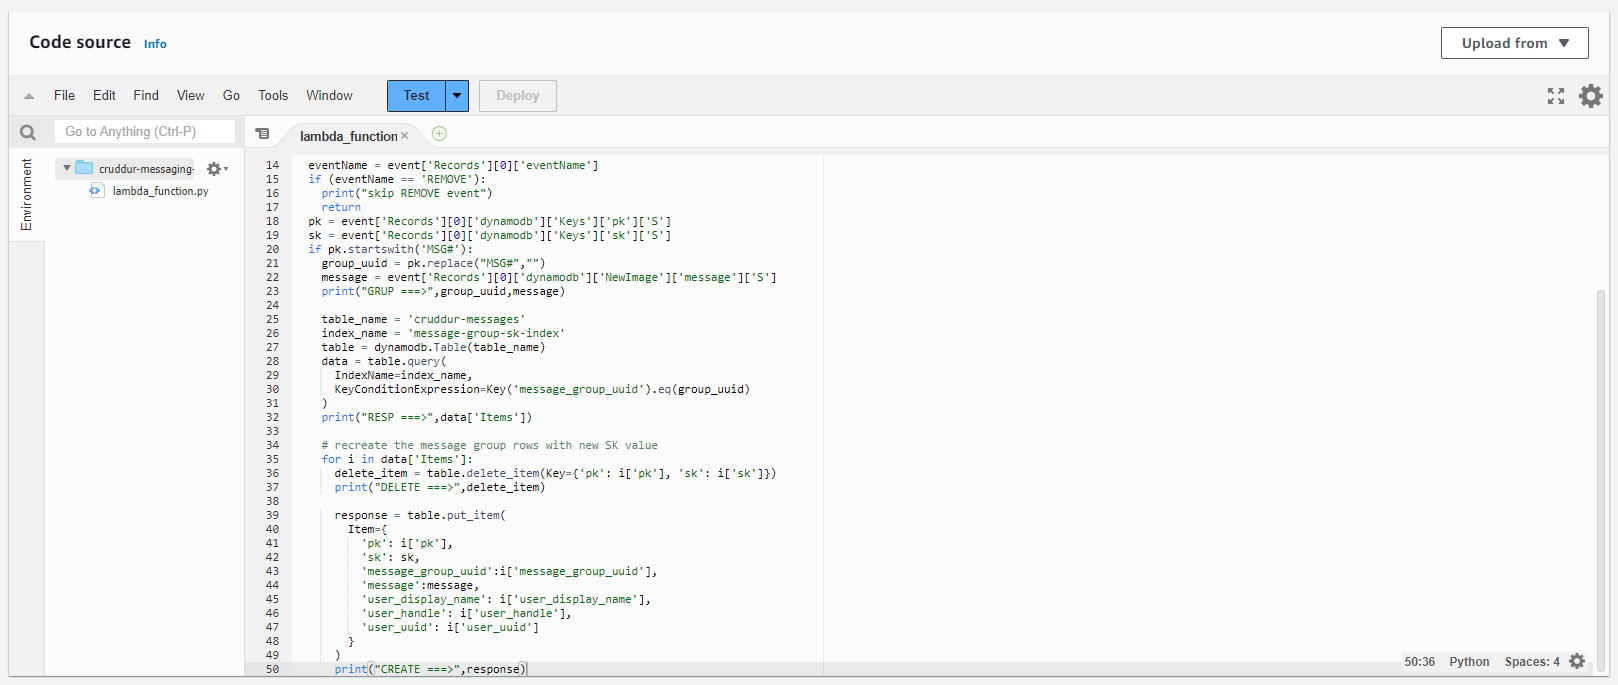 Code source Info
Upload from
File Edit Find View Go Tools Window Test Deploy
Go to Anything (Ctrl-P)
lambda_function
Environment
cruddur-messaging-
lambda_function.py
14 eventName = event['Records'][0]['eventName']
15 if (eventName == 'REMOVE'):
16 print("skip REMOVE event")
17 return
18 pk = event['Records'][0]['dynamodb']['Keys']['pk']['S']
19 sk = event['Records'][0]['dynamodb']['Keys']['sk']['S']
20 if pk.startswith('MSG#'):
21 group_uuid = pk.replace("MSG#","")
22 message = event['Records'][0]['dynamodb']['NewImage']['message']['S']
23 print("GRUP ===>",group_uuid,message)
24
25 table_name = 'cruddur-messages'
26 index_name = 'message-group-sk-index'
27 table = dynamodb.Table(table_name)
28 data = table.query(
29 IndexName=index_name,
30 KeyConditionExpression=Key('message_group_uuid').eq(group_uuid)
31 )
32 print("RESP ===>",data['Items'])
33
34 # recreate the message group rows with new SK value
35 for i in data['Items']:
36 delete_item = table.delete_item(Key={'pk': i['pk'], 'sk': i['sk']})
37 print("DELETE ===>",delete_item)
38
39 response = table.put_item(
40 Item={
41 'pk': i['pk'],
42 'sk': sk,
43 'message_group_uuid':i['message_group_uuid'],
44 'message':message,
45 'user_display_name': i['user_display_name'],
46 'user_handle': i['user_handle'],
47 'user_uuid': i['user_uuid']
48 }
49 )
50 print("CREATE ===>",response)
50:36 Python Spaces: 4